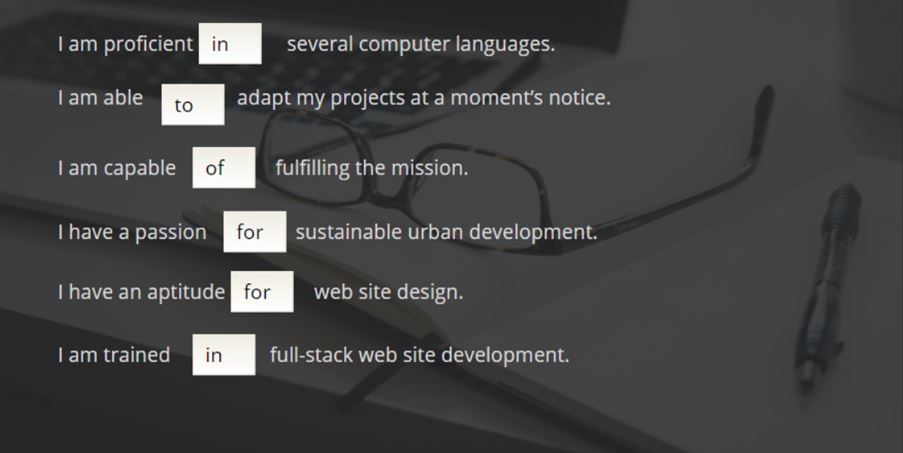 I am proficient in several computer languages.
I am able to adapt my projects at a moment’s notice.
I am capable of fulfilling the mission.
I have a passion for sustainable urban development.
I have an aptitude for web site design.
I am trained in full-stack web site development.